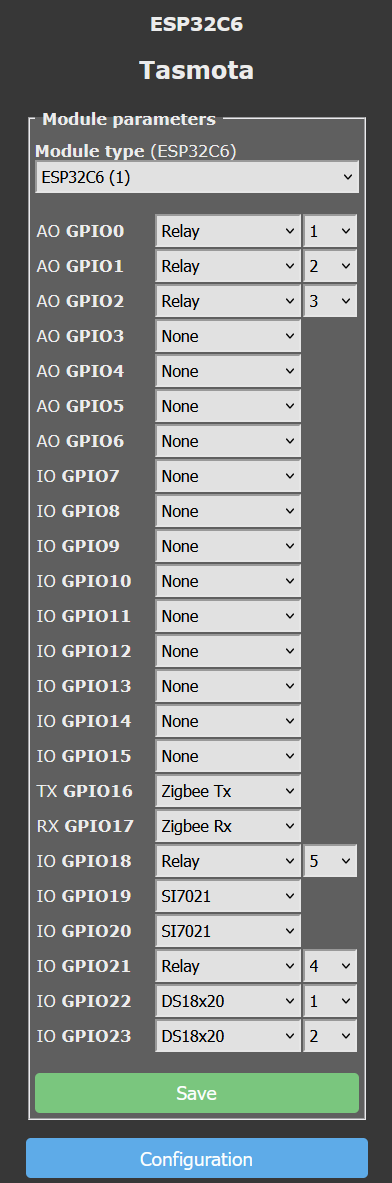 ESP32C6
Tasmota
Module parameters
Module type (ESP32C6)
ESP32C6 (1)
AO GPIO0 Relay 1
AO GPIO1 Relay 2
AO GPIO2 Relay 3
AO GPIO3 None
AO GPIO4 None
AO GPIO5 None
AO GPIO6 None
IO GPIO7 None
IO GPIO8 None
IO GPIO9 None
IO GPIO10 None
IO GPIO11 None
IO GPIO12 None
IO GPIO13 None
IO GPIO14 None
IO GPIO15 None
TX GPIO16 Zigbee Tx
RX GPIO17 Zigbee Rx
IO GPIO18 Relay 5
IO GPIO19 SI7021
IO GPIO20 SI7021
IO GPIO21 Relay 4
IO GPIO22 DS18x20 1
IO GPIO23 DS18x20 2
Save
Configuration